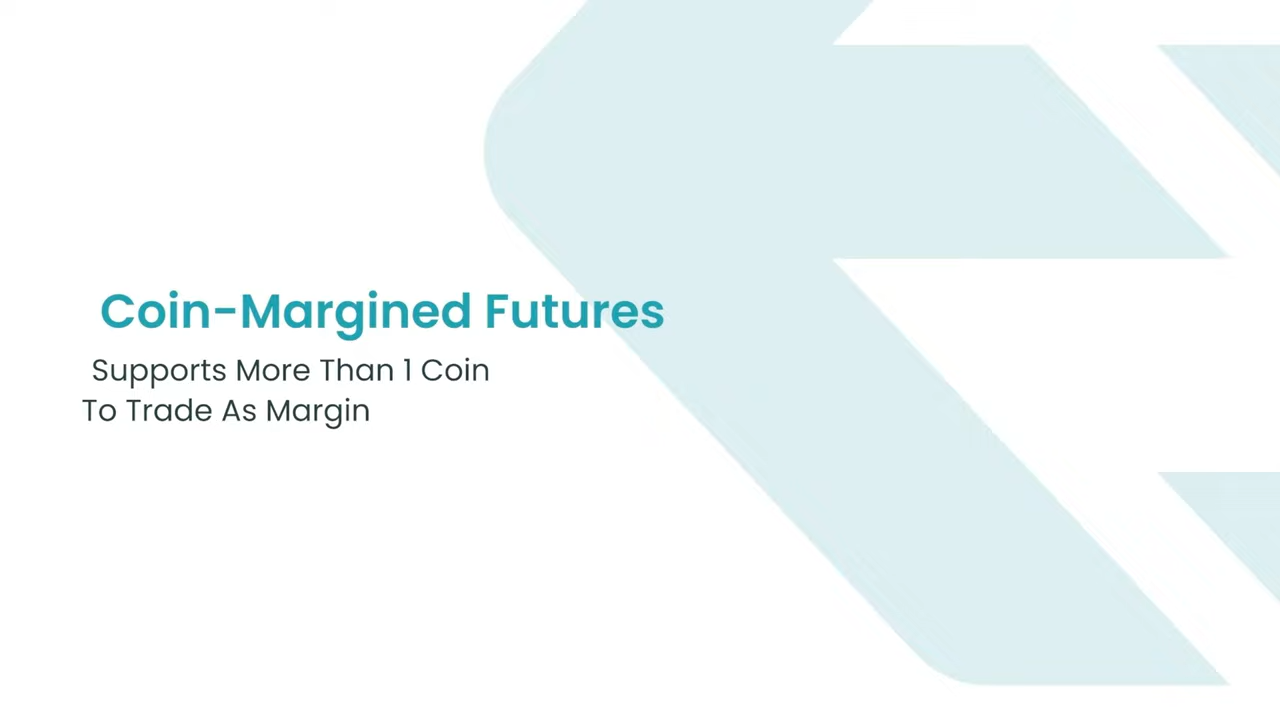 Coin-Margined Futures
Supports More Than 1 Coin
To Trade As Margin